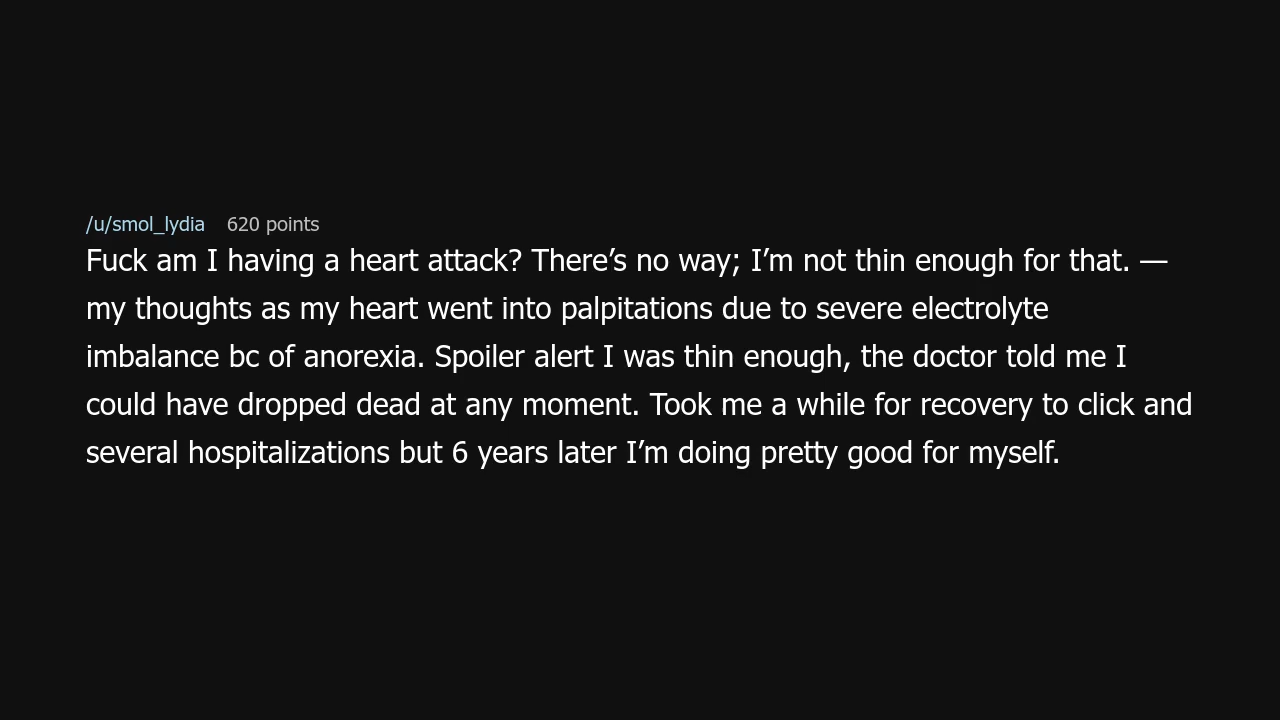 /u/smol_lydia 620 points
Fuck am I having a heart attack? There’s no way; I’m not thin enough for that. —
my thoughts as my heart went into palpitations due to severe electrolyte
imbalance bc of anorexia. Spoiler alert I was thin enough, the doctor told me I
could have dropped dead at any moment. Took me a while for recovery to click and
several hospitalizations but 6 years later I’m doing pretty good for myself.